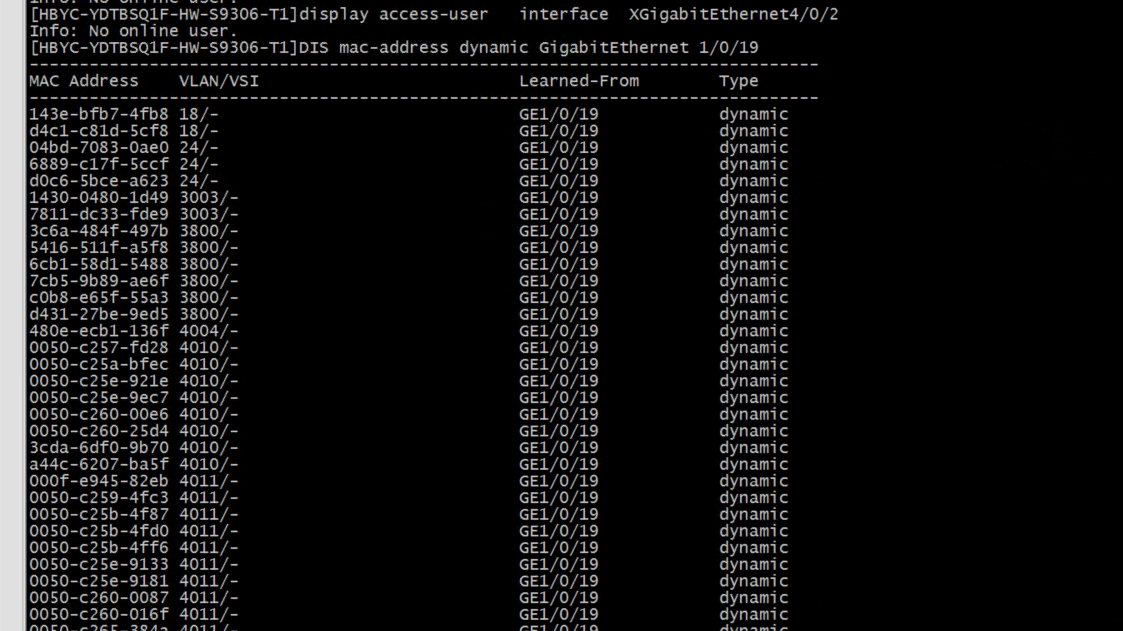 Info: No online user.
[HBYC-YDTBSQ1F-HW-S9306-T1]display access-user   interface  XGigabitEthernet4/0/2
Info: No online user.
[HBYC-YDTBSQ1F-HW-S9306-T1]DIS mac-address dynamic GigabitEthernet 1/0/19
-------------------------------------------------------------------------------
MAC Address    VLAN/VSI                          Learned-From        Type
-------------------------------------------------------------------------------
143e-bfb7-4fb8 18/-                              GE1/0/19            dynamic
d4c1-c81d-5cf8 18/-                              GE1/0/19            dynamic
04bd-7083-0ae0 24/-                              GE1/0/19            dynamic
6889-c17f-5ccf 24/-                              GE1/0/19            dynamic
d0c6-5bce-a623 24/-                              GE1/0/19            dynamic
1430-0480-1d49 3003/-                            GE1/0/19            dynamic
7811-dc33-fde9 3003/-                            GE1/0/19            dynamic
3c6a-484f-497b 3800/-                            GE1/0/19            dynamic
5416-511f-a5f8 3800/-                            GE1/0/19            dynamic
6cb1-58d1-5488 3800/-                            GE1/0/19            dynamic
7cb5-9b89-ae6f 3800/-                            GE1/0/19            dynamic
c0b8-e65f-55a3 3800/-                            GE1/0/19            dynamic
d431-27be-9ed5 3800/-                            GE1/0/19            dynamic
480e-ecb1-136f 4004/-                            GE1/0/19            dynamic
0050-c257-fd28 4010/-                            GE1/0/19            dynamic
0050-c25a-bfec 4010/-                            GE1/0/19            dynamic
0050-c25e-921e 4010/-                            GE1/0/19            dynamic
0050-c25e-9ec7 4010/-                            GE1/0/19            dynamic
0050-c260-00e6 4010/-                            GE1/0/19            dynamic
0050-c260-25d4 4010/-                            GE1/0/19            dynamic
3cda-6df0-9b70 4010/-                            GE1/0/19            dynamic
a44c-6207-ba5f 4010/-                            GE1/0/19            dynamic
000f-e945-82eb 4011/-                            GE1/0/19            dynamic
0050-c259-4fc3 4011/-                            GE1/0/19            dynamic
0050-c25b-4f87 4011/-                            GE1/0/19            dynamic
0050-c25b-4fd0 4011/-                            GE1/0/19            dynamic
0050-c25b-4ff6 4011/-                            GE1/0/19            dynamic
0050-c25e-9133 4011/-                            GE1/0/19            dynamic
0050-c25e-9181 4011/-                            GE1/0/19            dynamic
0050-c260-0087 4011/-                            GE1/0/19            dynamic
0050-c260-016f 4011/-                            GE1/0/19            dynamic
0050-c265-384a 4011/-                            GE1/0/19            dynamic